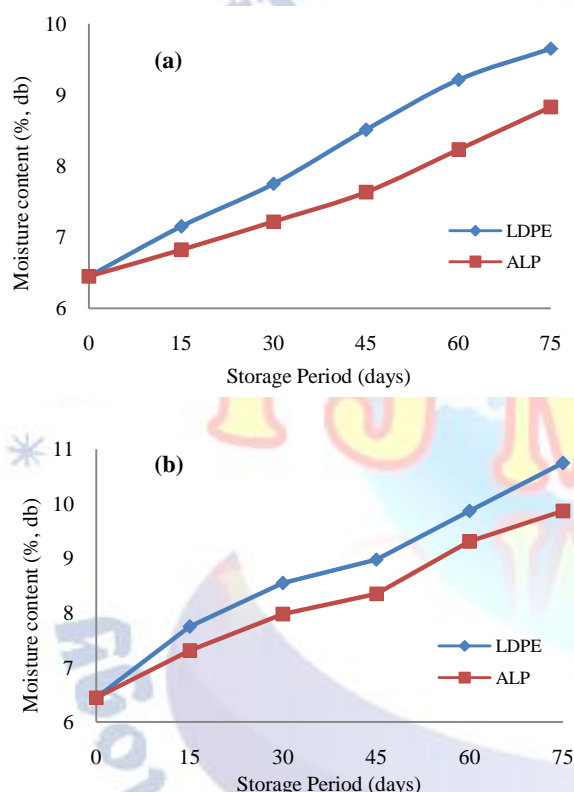 10
(a)
9
8
7
6
Moisture content (%, db)
LDPE
ALP
0 15 30 45 60 75
Storage Period (days)
11
(b)
10
9
8
7
6
Moisture content (%, db)
LDPE
ALP
0 15 30 45 60 75
Storage Period (days)